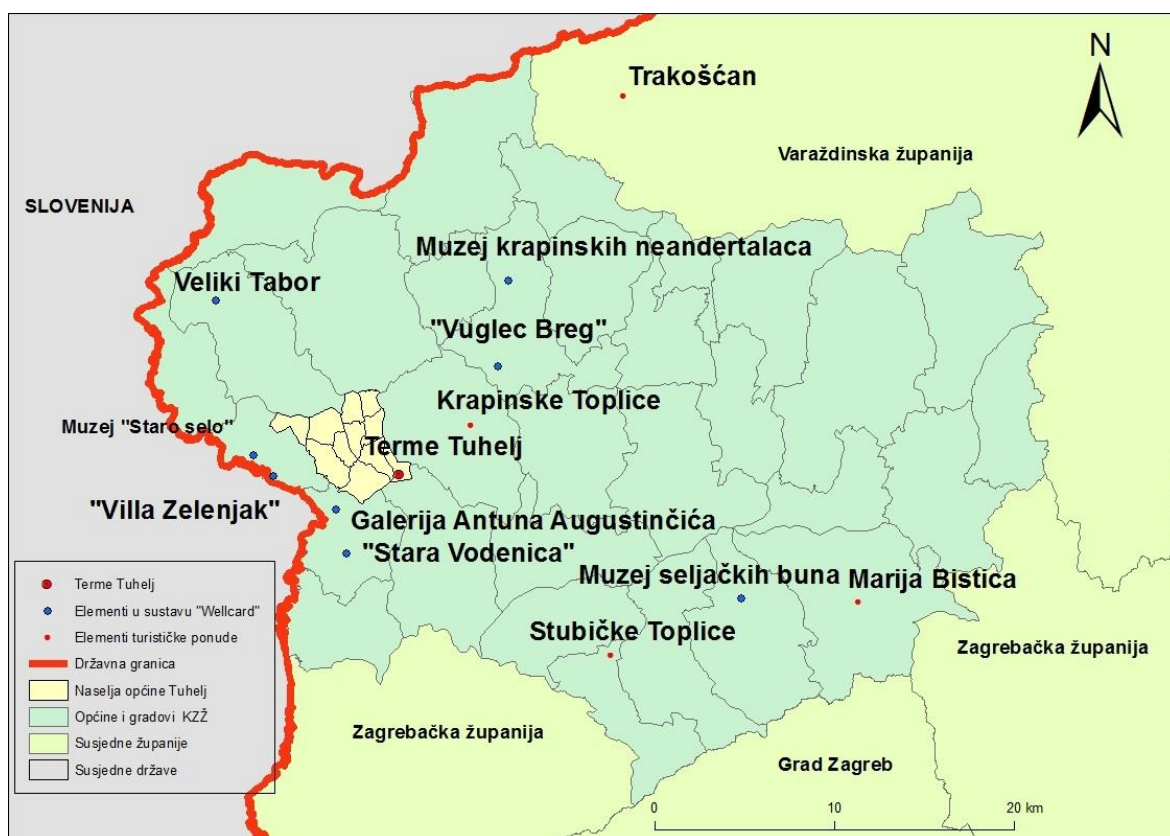 N
Trakošćan
Varaždinska županija
SLOVENIJA
Muzej krapinskih neandertalaca
Veliki Tabor
"Vuglec Breg"
Krapinske Toplice
Muzej "Staro selo"
Terme Tuhelj
"Villa Zelenjak"
Galerija Antuna Augustinčića
"Stara Vodenica"
Muzej seljačkih buna
Marija Bistica
Stubičke Toplice
Zagrebačka županija
Zagrebačka županija
Grad Zagreb
Terme Tuhelj
Elementi u sustavu "Wellcard"
Elementi turističke ponude
Državna granica
Naselja općine Tuhelj
Općine i gradovi KZŽ
Susjedne županije
Susjedne države
0 10 20 km